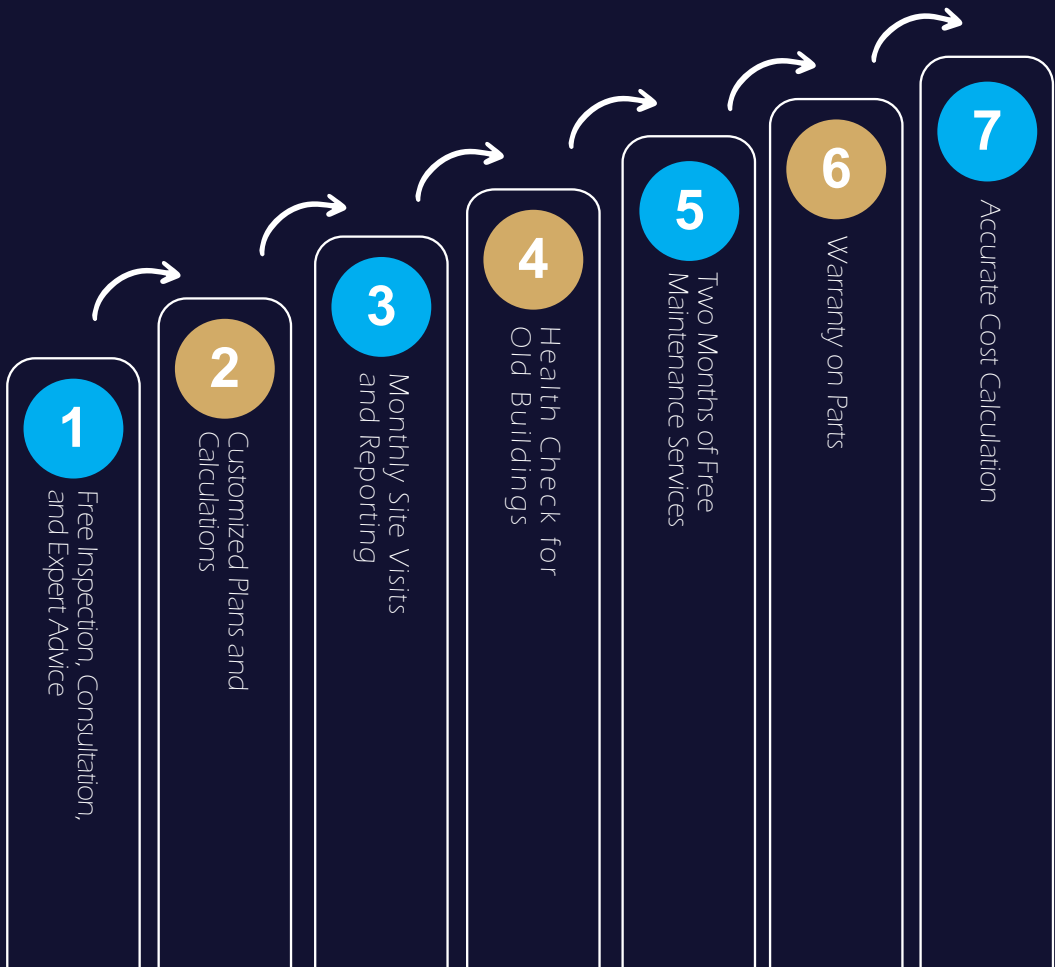 1
Free Inspection, Consultation,
and Expert Advice
2
Customized Plans and
Calculations
3
Monthly Site Visits
and Reporting
4
Health Check for
Old Buildings
5
Two Months of Free
Maintenance Services
6
Warranty on Parts
7
Accurate Cost Calculation